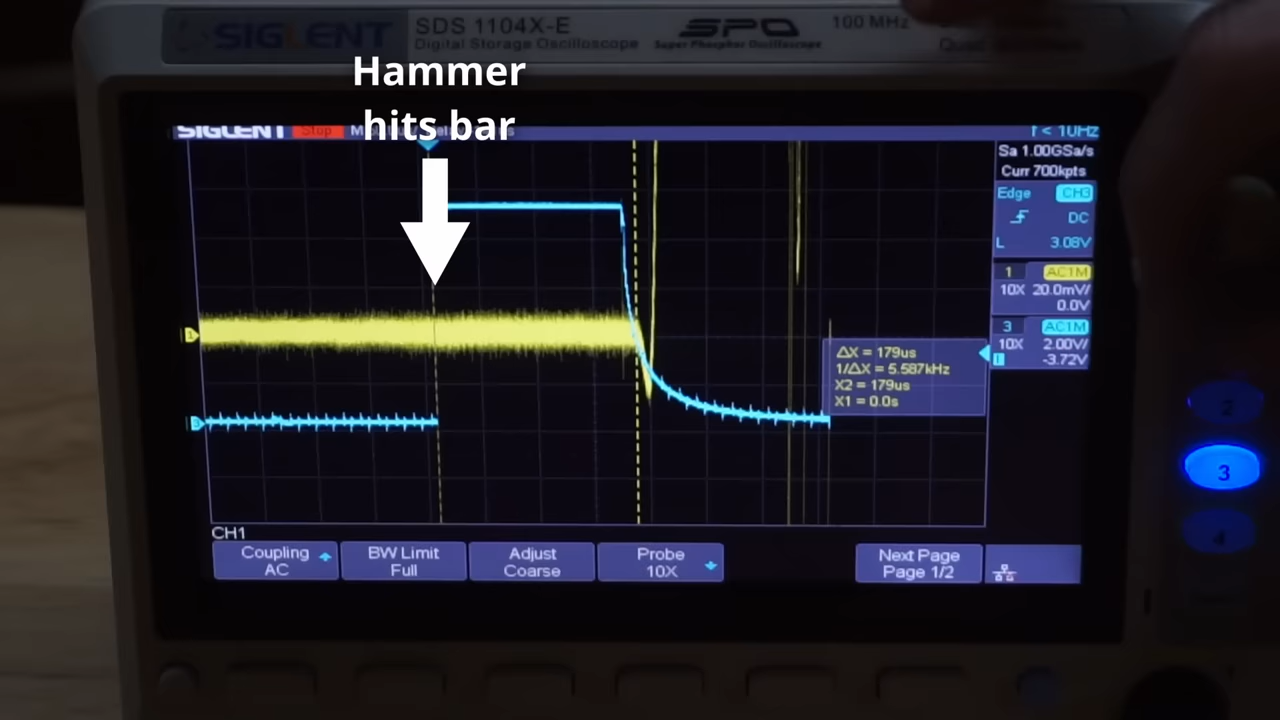 SIGLENT
SDS 1104X-E
Digital Storage Oscilloscope
SPO
Super Phosphor Oscilloscope
100 MHz
Hammer
hits bar
SIGLENT Stop
f < 10Hz
Sa 1.00GSa/s
Curr 700kpts
Edge CH3
DC
L 3.08V
1 AC1M
10X 20.0mV/
0.0V
3 AC1M
10X 2.00V/
-3.72V
ΔX = 179us
1/ΔX = 5.587kHz
X2 = 179us
X1 = 0.0s
1
3
CH1
Coupling
AC
BW Limit
Full
Adjust
Coarse
Probe
10X
Next Page
Page 1/2
2
3
4